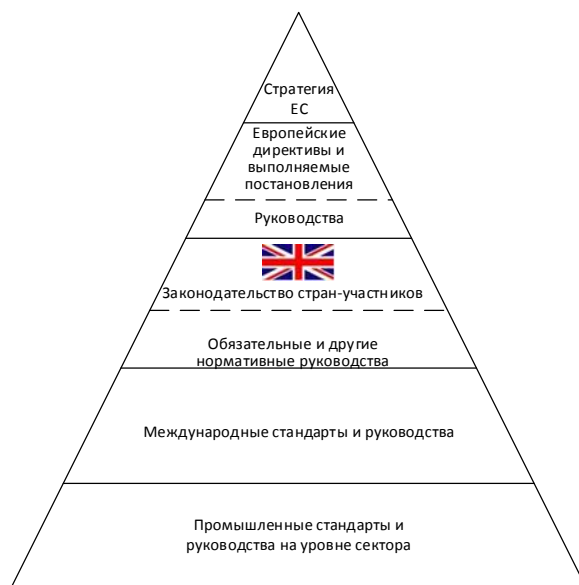 Стратегия
ЕС
Европейские
директивы и
выполняемые
постановления
Руководства
Законодательство стран-участников
Обязательные и другие
нормативные руководства
Международные стандарты и руководства
Промышленные стандарты и
руководства на уровне сектора